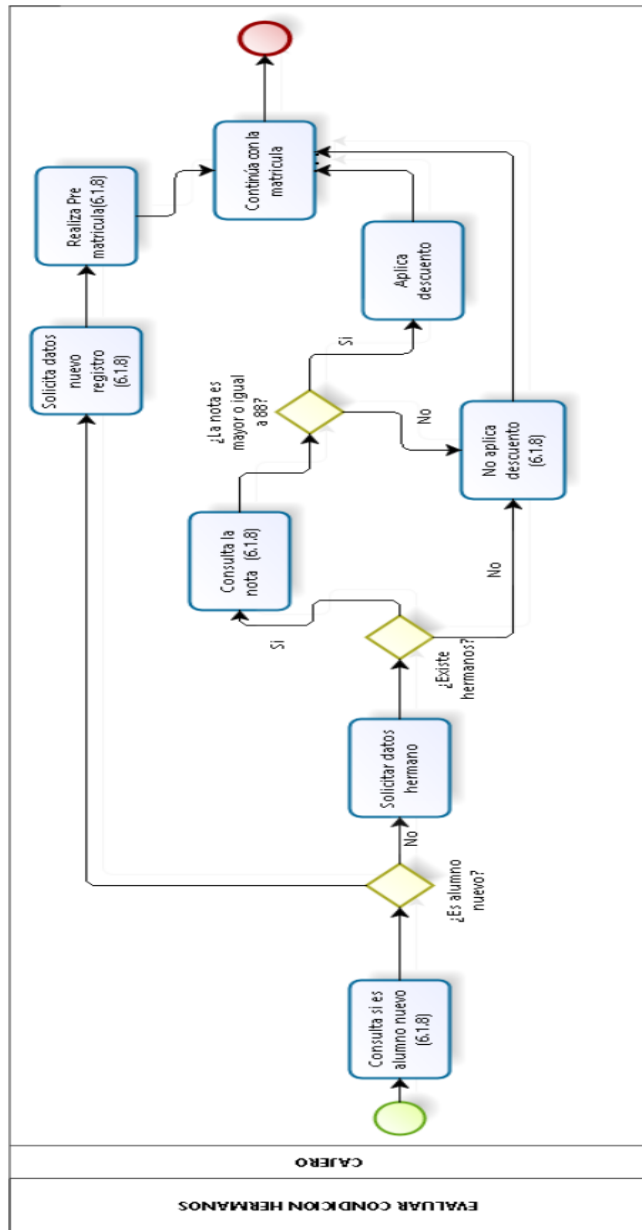 EVALUAR CONDICION HERMANOS
CAJERO
Consulta si es
alumno nuevo
(6.1.8)
¿Es alumno
nuevo?
No
Solicitar datos
hermano
¿Existe
hermanos?
Si
No
Consulta la
nota (6.1.8)
¿La nota es
mayor o igual
a 88?
Si
No
Aplica
descuento
No aplica
descuento
(6.1.8)
Solicita datos
nuevo
registro
(6.1.8)
Realiza Pre
matricula(6.1.8)
Continúa con la
matricula